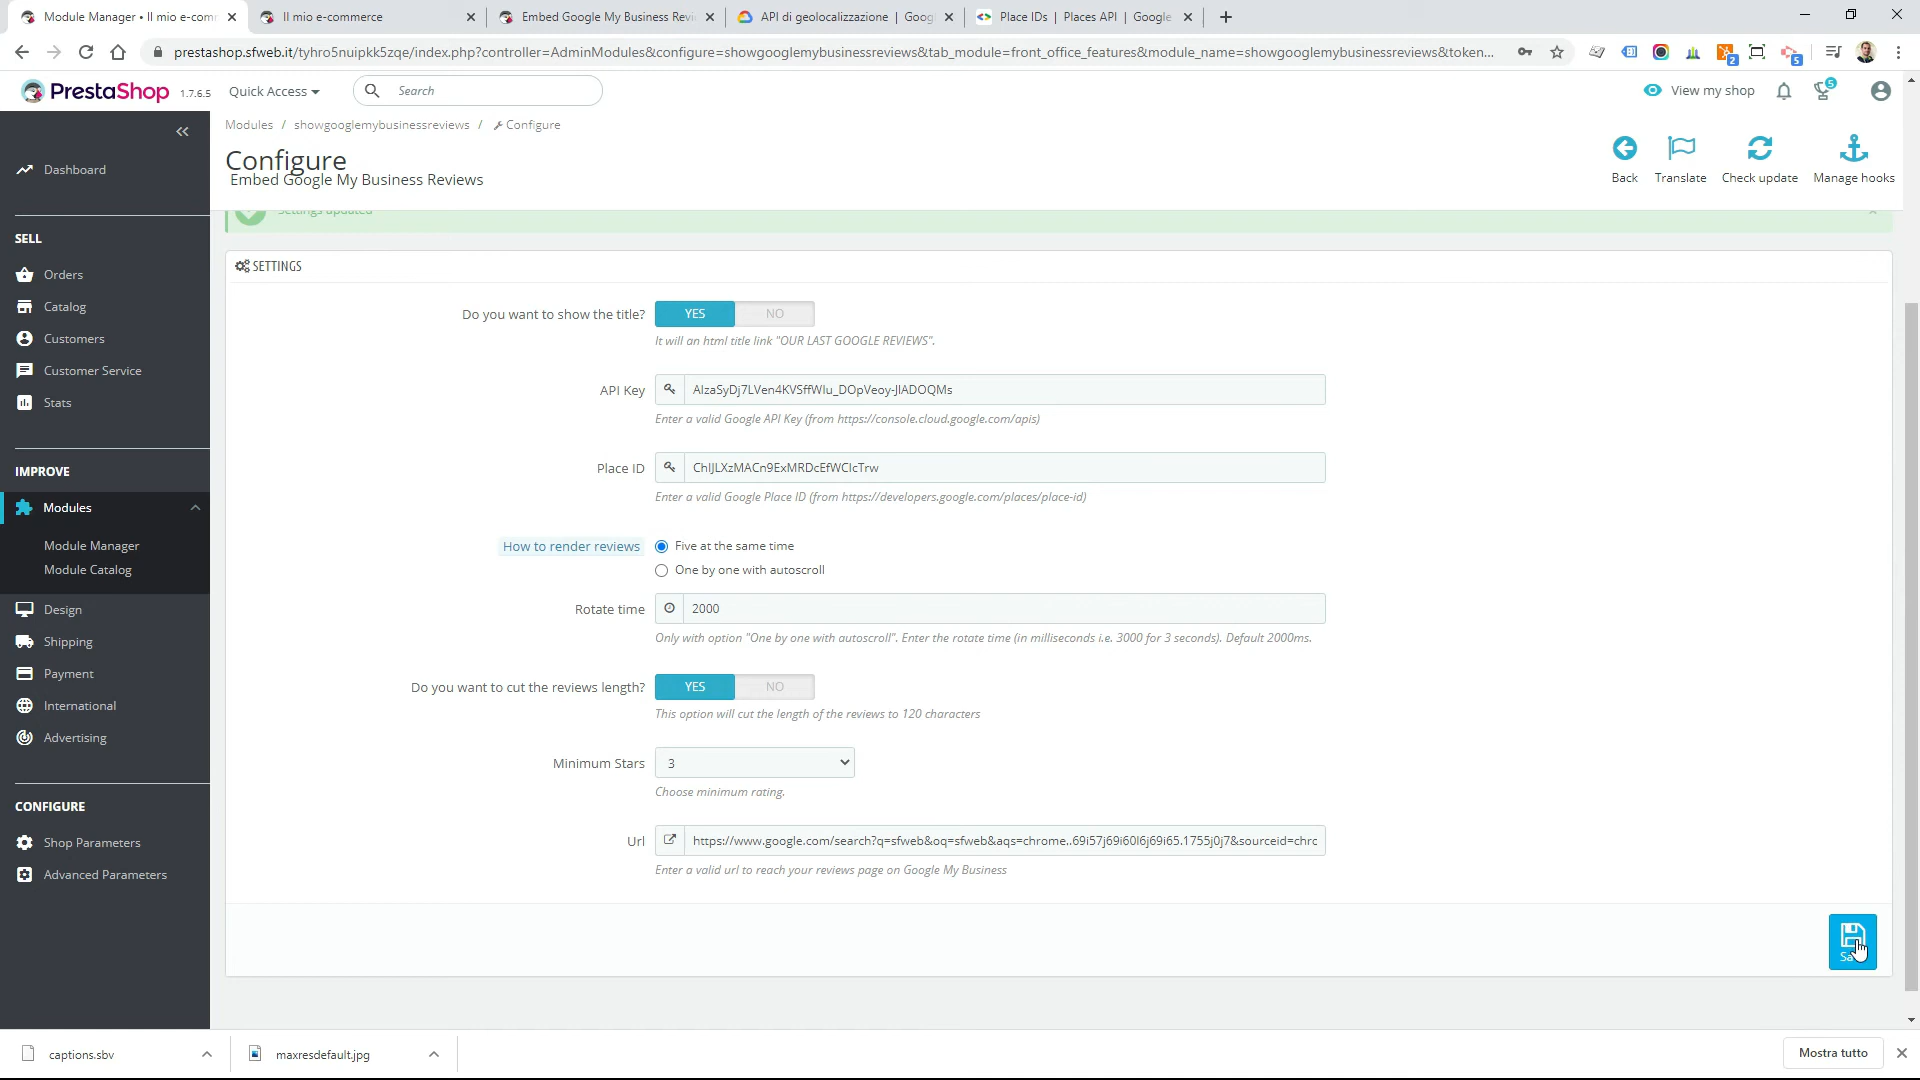 Module Manager • Il mio e-comm
Il mio e-commerce
Embed Google My Business Revi
API di geolocalizzazione | Goog
Place IDs | Places API | Google
prestashop.sfweb.it/tyhro5nuipkk5zqe/index.php?controller=AdminModules&configure=showgooglemybusinessreviews&tab_module=front_office_features&module_name=showgooglemybusinessreviews&token...
2
5
PrestaShop 1.7.6.5
Quick Access
Search
View my shop
5
Modules / showgooglemybusinessreviews / Configure
Configure
Embed Google My Business Reviews
Back
Translate
Check update
Manage hooks
Settings updated
Dashboard
SELL
Orders
Catalog
Customers
Customer Service
Stats
IMPROVE
Modules
Module Manager
Module Catalog
Design
Shipping
Payment
International
Advertising
CONFIGURE
Shop Parameters
Advanced Parameters
SETTINGS
Do you want to show the title? YES NO
It will an html title link "OUR LAST GOOGLE REVIEWS".
API Key AIzaSyDj7LVen4KVSffWIu_DOpVeoy-JIADOQMs
Enter a valid Google API Key (from https://console.cloud.google.com/apis)
Place ID ChIJLXzMACn9ExMRDcEfWCIcTrw
Enter a valid Google Place ID (from https://developers.google.com/places/place-id)
How to render reviews Five at the same time
One by one with autoscroll
Rotate time 2000
Only with option "One by one with autoscroll". Enter the rotate time (in milliseconds i.e. 3000 for 3 seconds). Default 2000ms.
Do you want to cut the reviews length? YES NO
This option will cut the length of the reviews to 120 characters
Minimum Stars 3
Choose minimum rating.
Url https://www.google.com/search?q=sfweb&oq=sfweb&aqs=chrome..69i57j69i60l6j69i65.1755j0j7&sourceid=chrc
Enter a valid url to reach your reviews page on Google My Business
captions.sbv
maxresdefault.jpg
Mostra tutto